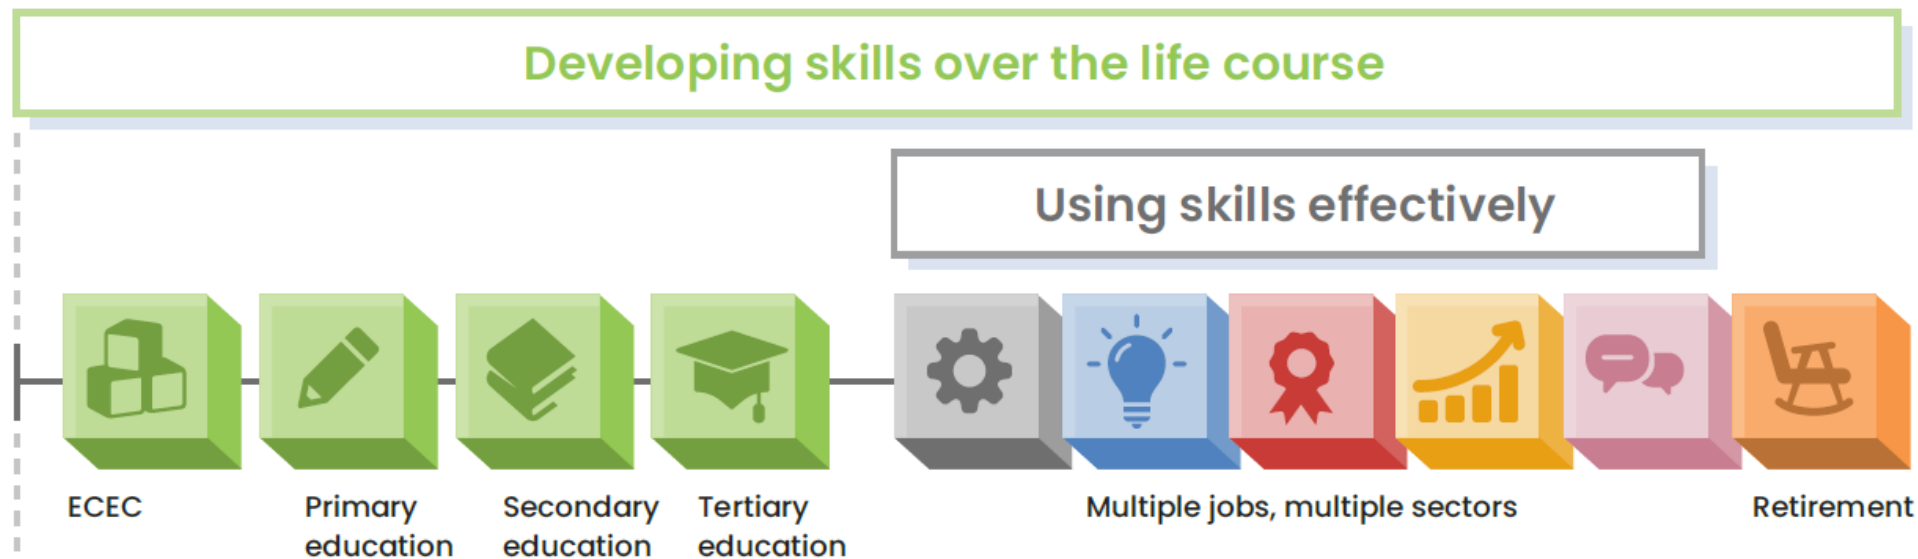 Developing skills over the life course
Using skills effectively
ECEC
Primary
education
Secondary
education
Tertiary
education
Multiple jobs, multiple sectors
Retirement